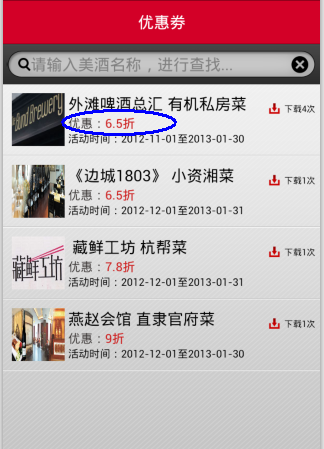 优惠券
请输入美酒名称，进行查找...
Bund Brewery
外滩啤酒总汇 有机私房菜
下载4次
优惠：6.5折
活动时间：2012-11-01至2013-01-30
《边城1803》 小资湘菜
下载1次
优惠：6.5折
活动时间：2012-12-01至2013-01-31
藏鲜工坊
藏鲜工坊 杭帮菜
下载1次
优惠：7.8折
活动时间：2012-12-01至2013-01-31
燕赵会馆 直隶官府菜
下载1次
优惠：9折
活动时间：2012-12-01至2013-01-30